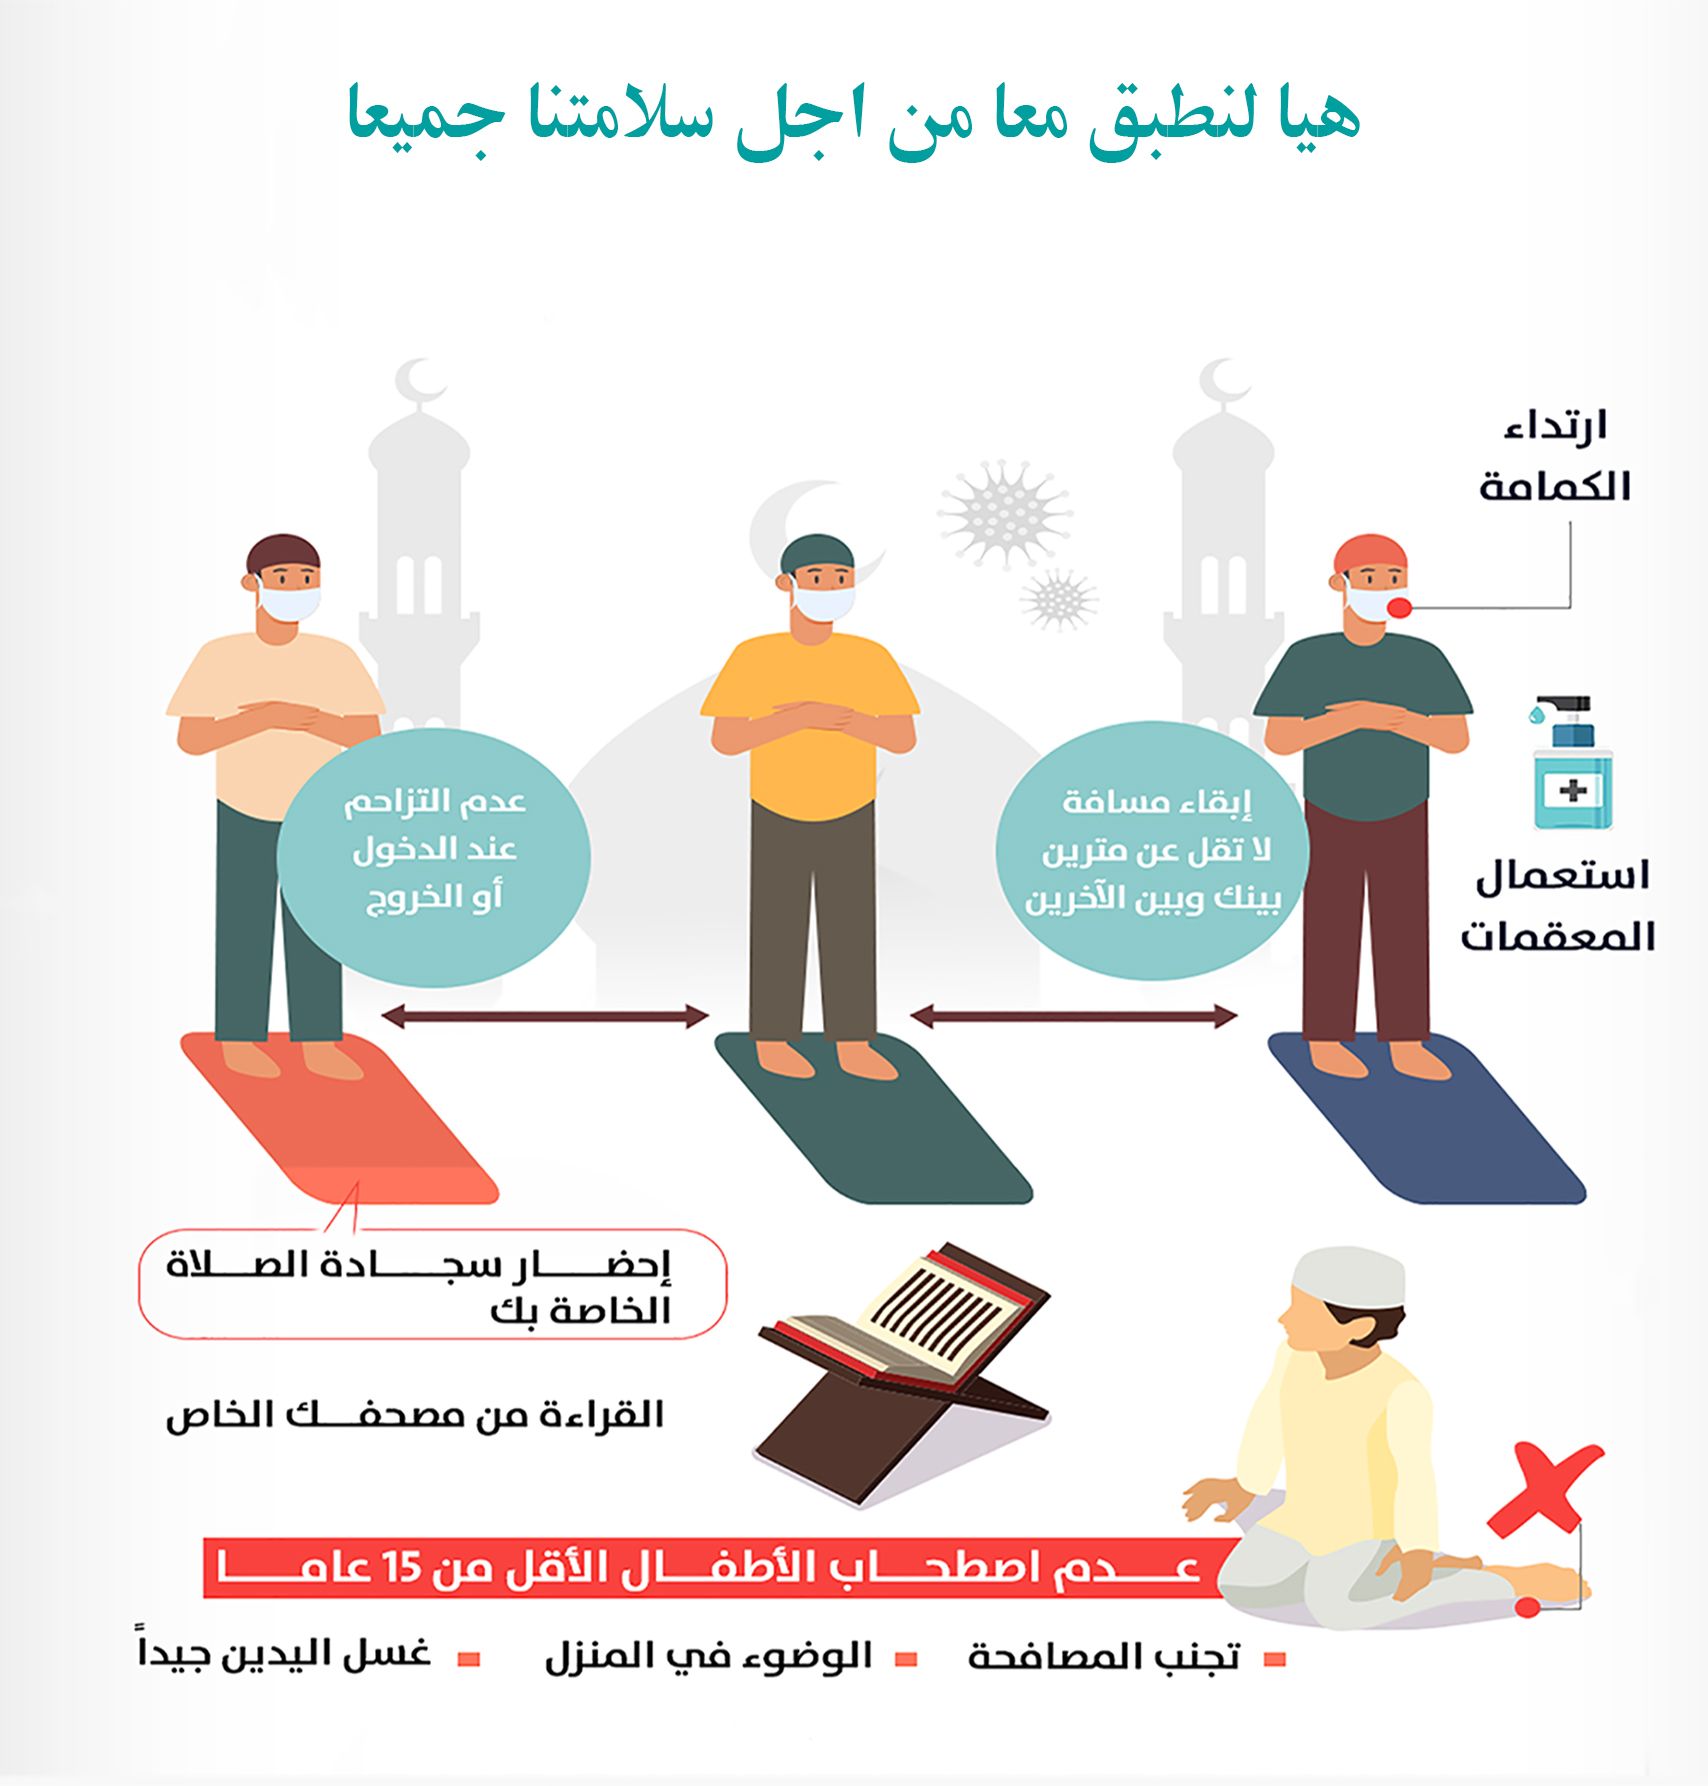 هيا لنطبق معا من اجل سلامتنا جميعا
ارتداء
الكمامة
استعمال
المعقمات
إبقاء مسافة
لا تقل عن مترين
بينك وبين الآخرين
عدم التزاحم
عند الدخول
أو الخروج
إحضار سجادة الصلاة
الخاصة بك
القراءة من مصحفك الخاص
عدم اصطحاب الأطفال الأقل من 15 عاما
تجنب المصافحة
الوضوء في المنزل
غسل اليدين جيداً